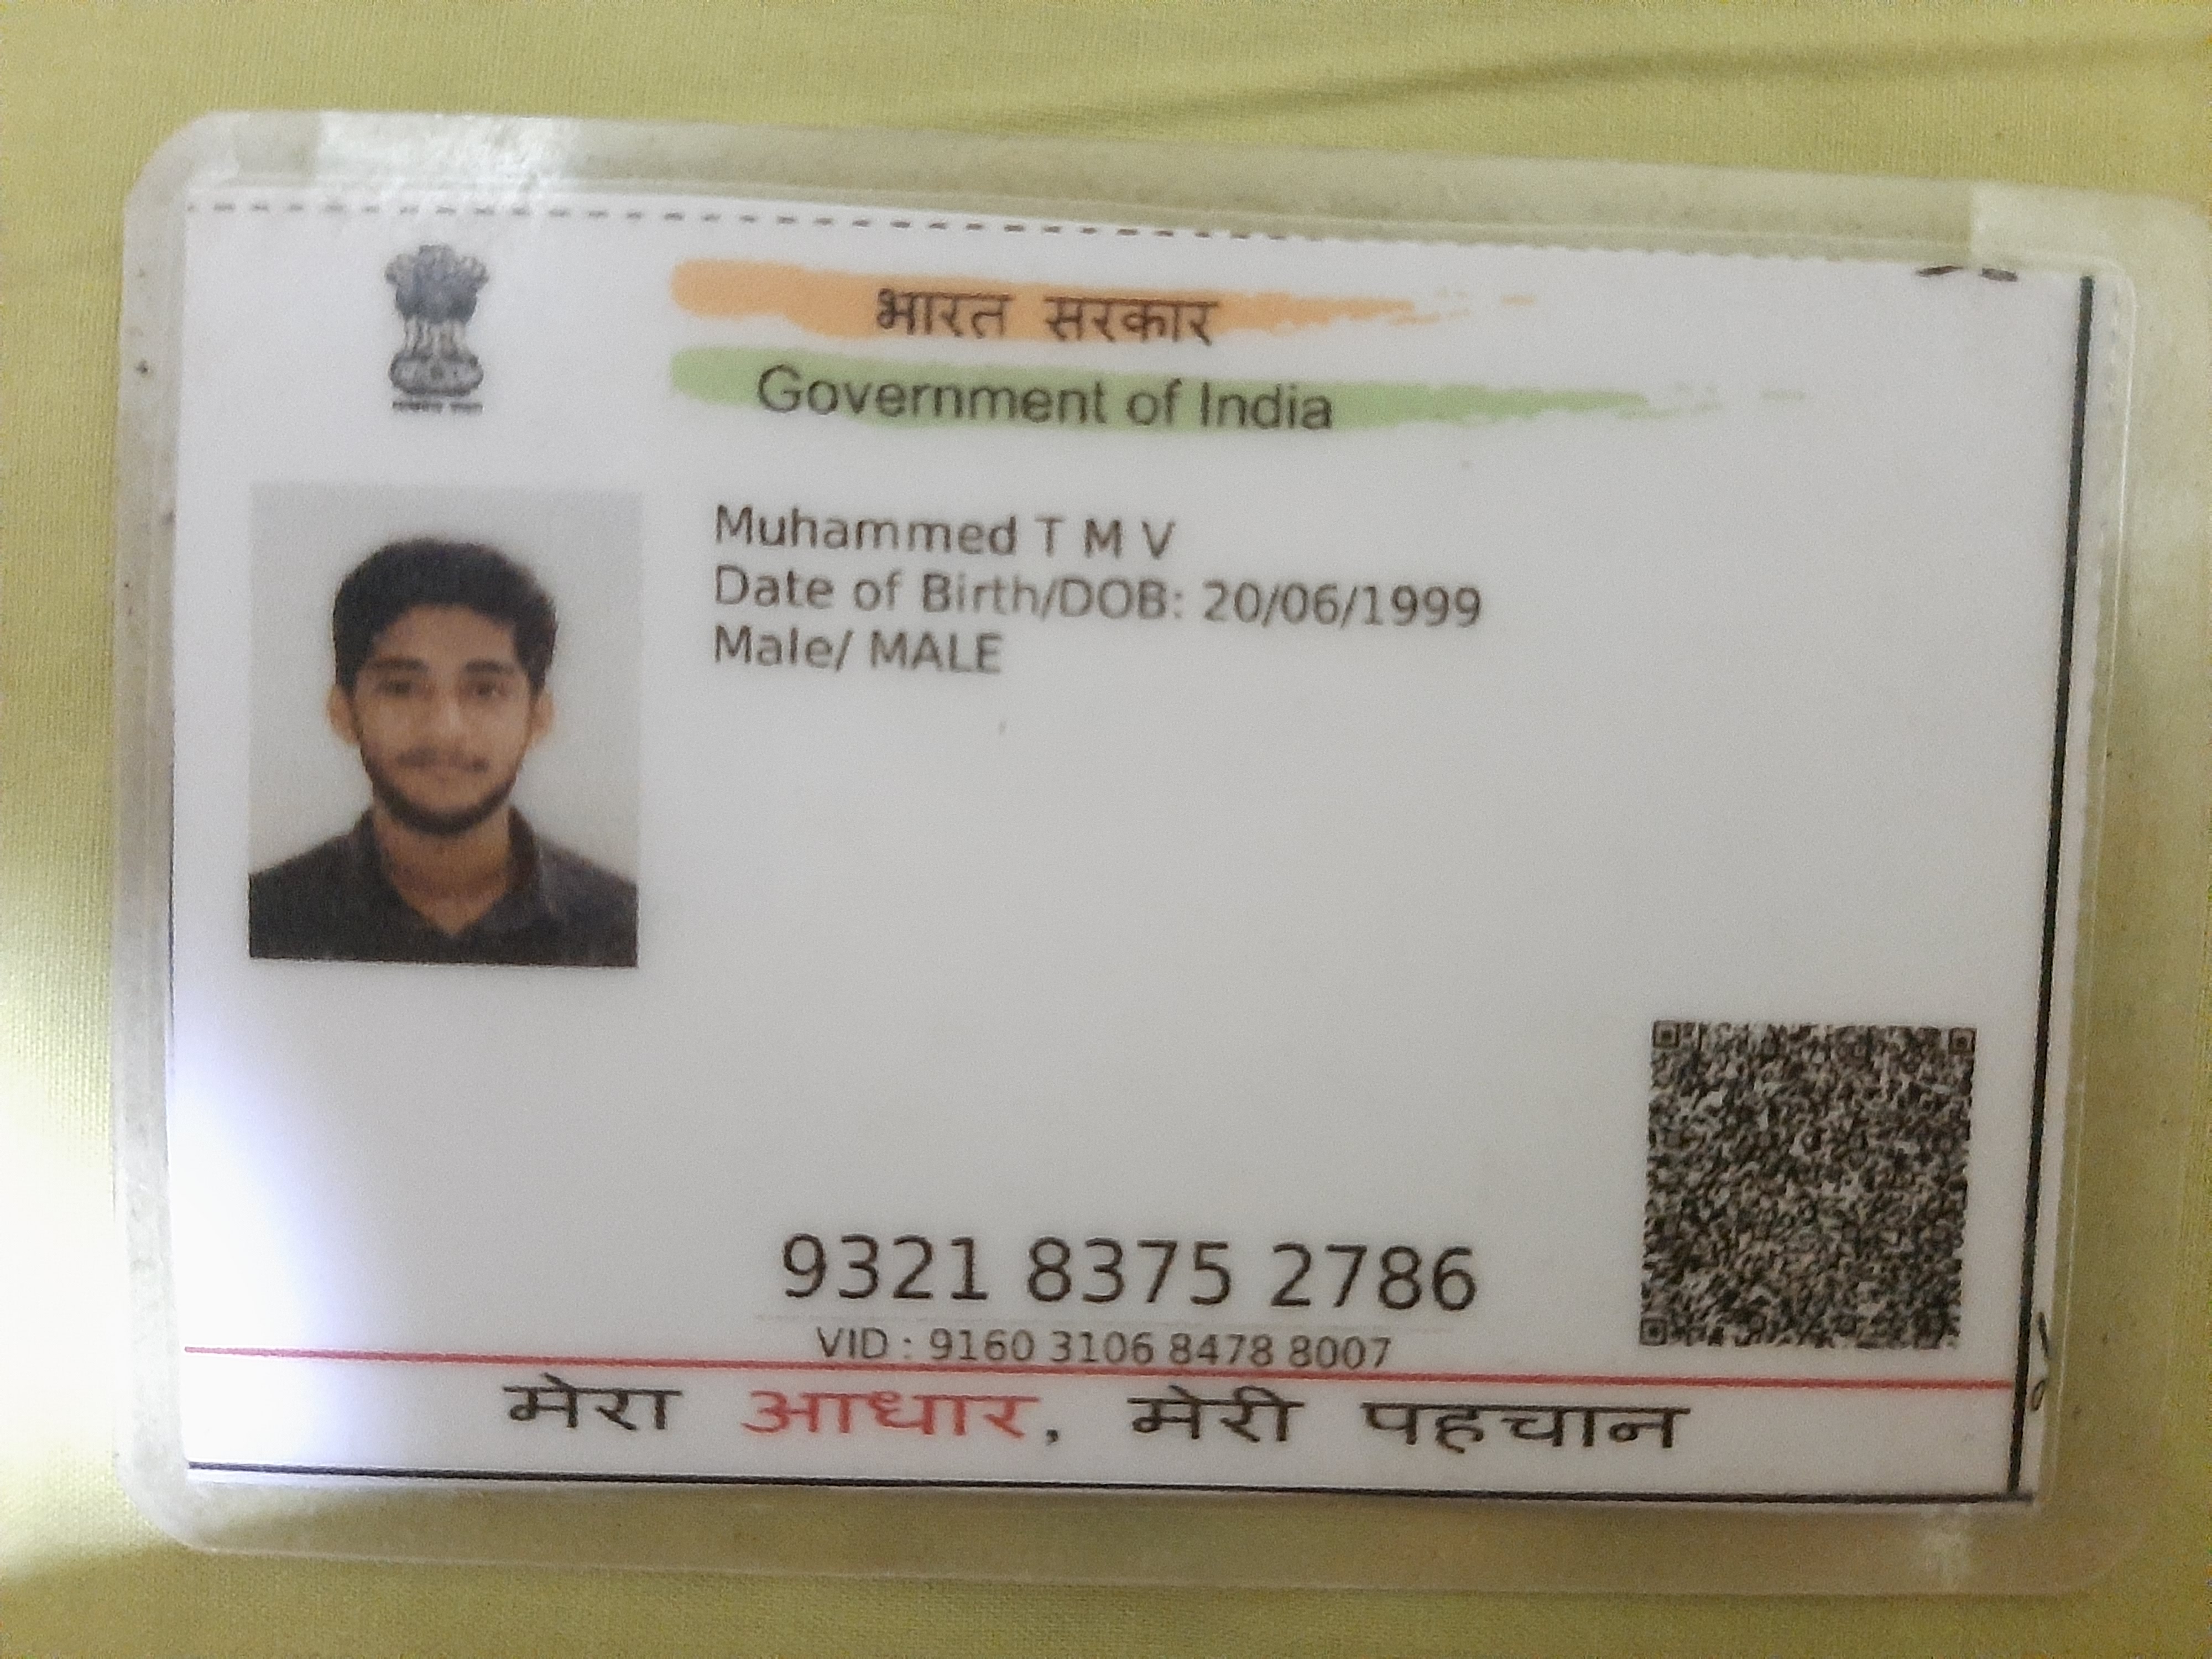 भारत सरकार
Government of India
Muhammed T M V
Date of Birth/DOB: 20/06/1999
Male/ MALE
9321 8375 2786
VID : 9160 3106 8478 8007
मेरा आधार, मेरी पहचान